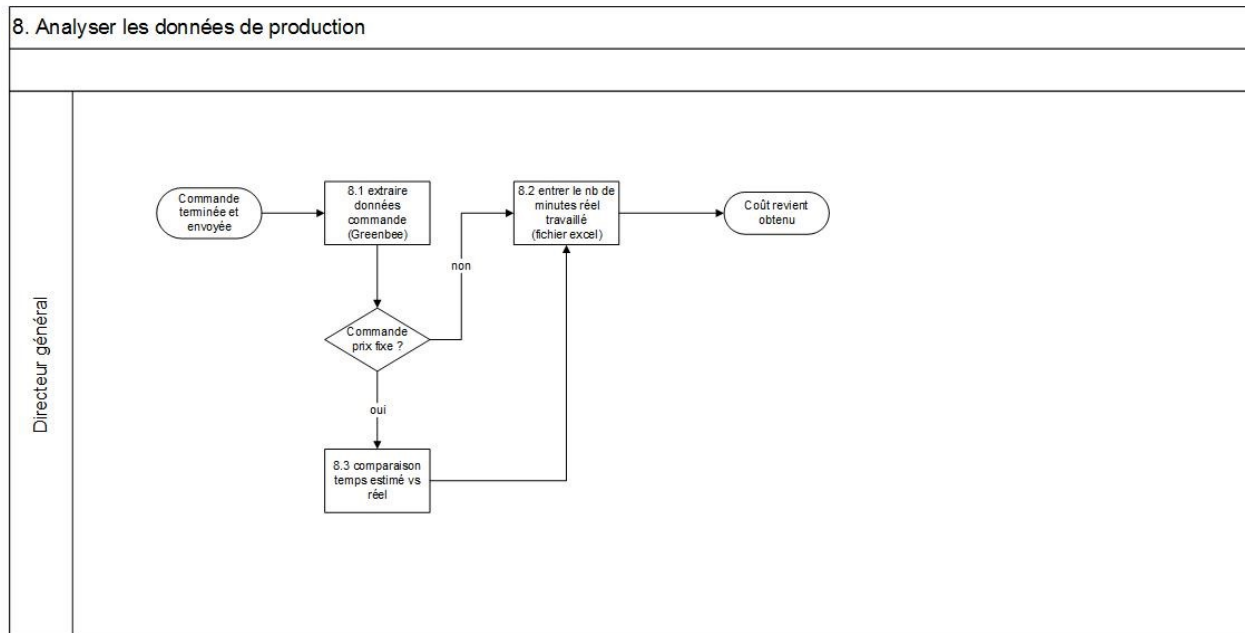 8. Analyser les données de production
Directeur général
Commande
terminée et
envoyée
8.1 extraire
données
commande
(Greenbee)
8.2 entrer le nb de
minutes réel
travaillé
(fichier excel)
Coût revient
obtenu
non
Commande
prix fixe ?
oui
8.3 comparaison
temps estimé vs
réel